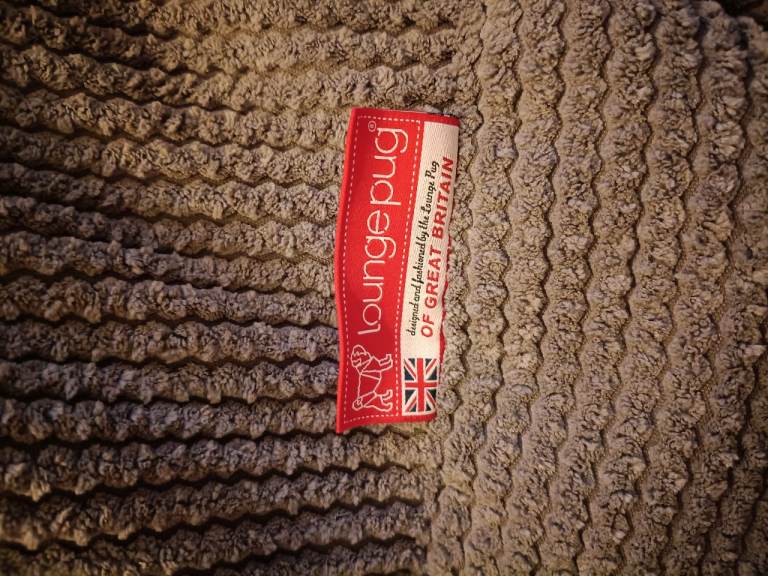 lounge pug®
designed and fashioned by the Lounge Pug
OF GREAT BRITAIN